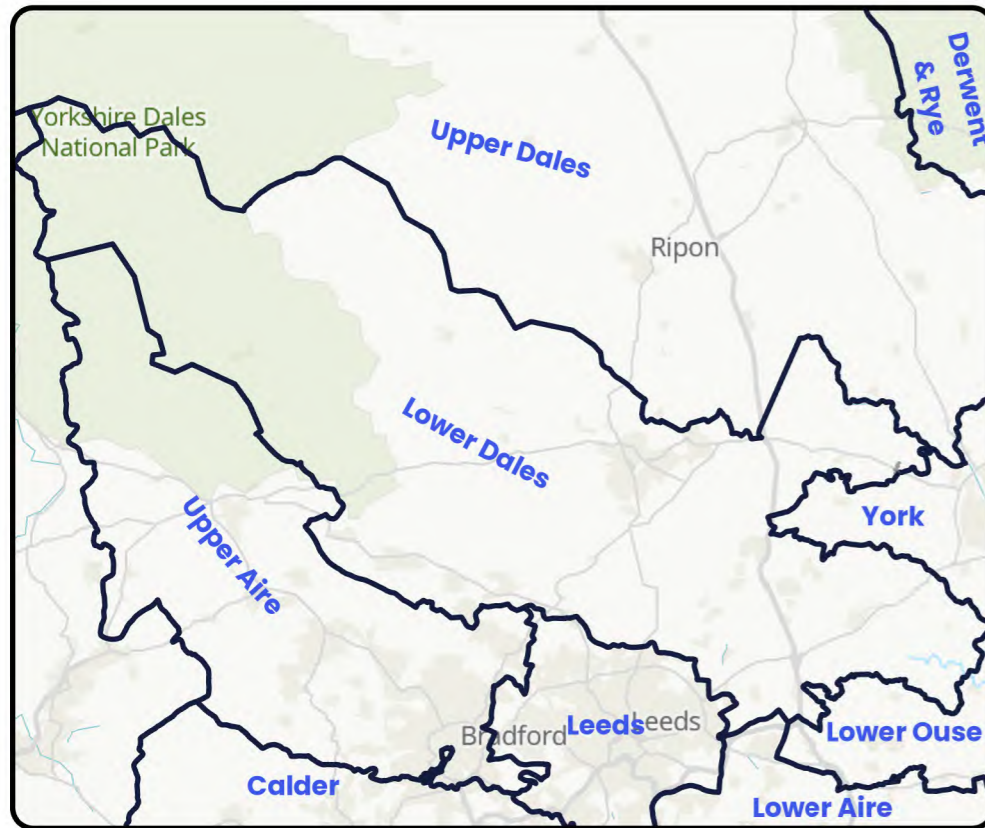 Derwent
& Rye
Yorkshire Dales
National Park
Upper Dales
Ripon
Lower Dales
Upper Aire
York
Bradford
Leeds
Leeds
Lower Ouse
Calder
Lower Aire